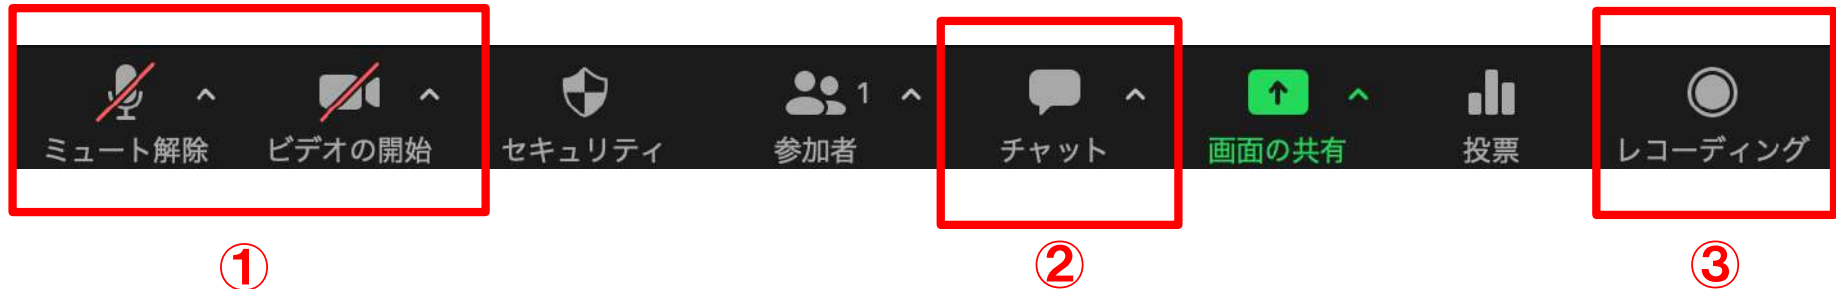 1
ミュート解除 ビデオの開始 セキュリティ 参加者 チャット 画面の共有 投票 レコーディング
① ② ③